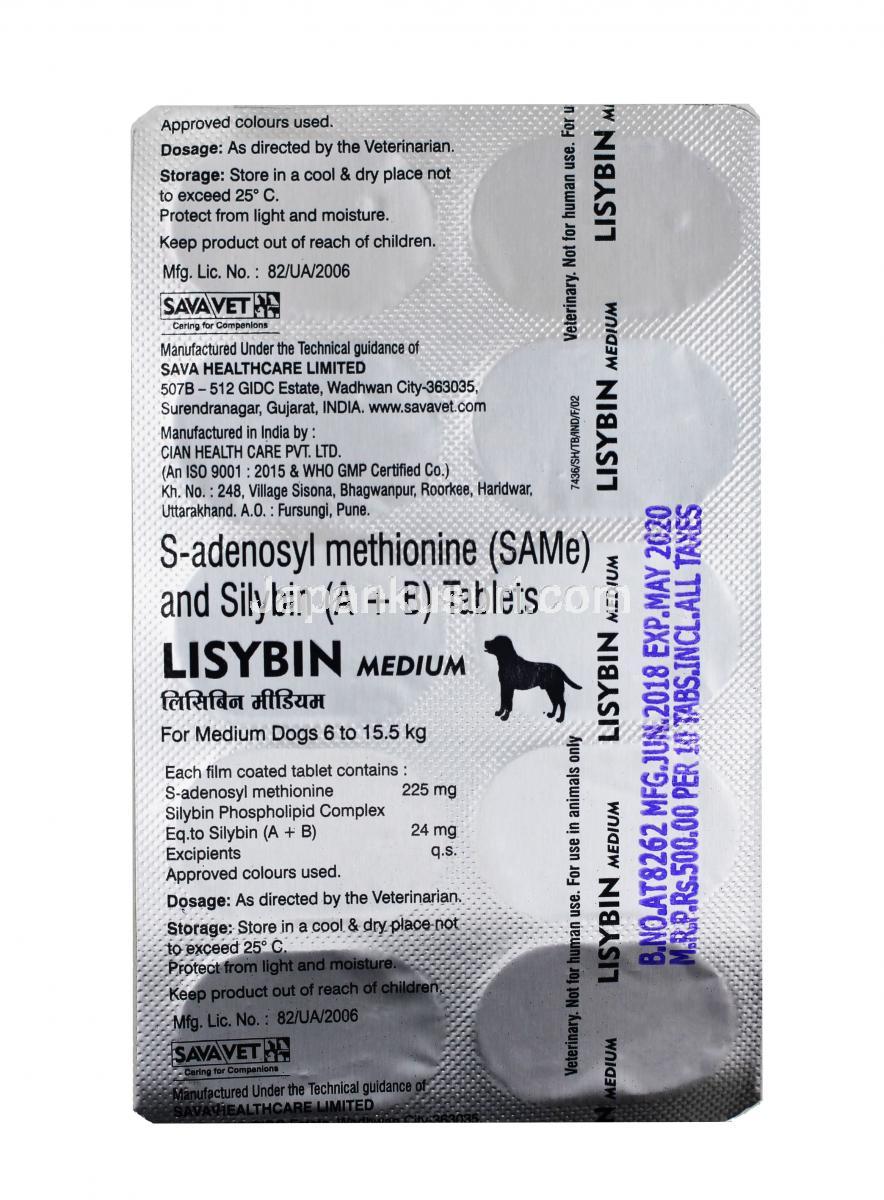 Approved colours used.
Dosage: As directed by the Veterinarian.
Storage: Store in a cool & dry place not
to exceed 25° C.
Protect from light and moisture.
Keep product out of reach of children.
Mfg. Lic. No. : 82/UA/2006
SAVAVET
Caring for Companions
Manufactured Under the Technical guidance of
SAVA HEALTHCARE LIMITED
507B – 512 GIDC Estate, Wadhwan City-363035,
Surendranagar, Gujarat, INDIA. www.savavet.com
Manufactured in India by :
CIAN HEALTH CARE PVT. LTD.
(An ISO 9001 : 2015 & WHO GMP Certified Co.)
Kh. No. : 248, Village Sisona, Bhagwanpur, Roorkee, Haridwar,
Uttarakhand. A.O. : Fursungi, Pune.
S-adenosyl methionine (SAMe)
and Silybin (A + B) Tablets
Japankusuri.com
LISYBIN MEDIUM
लिसिबिन मीडियम
For Medium Dogs 6 to 15.5 kg
Each film coated tablet contains :
S-adenosyl methionine 225 mg
Silybin Phospholipid Complex
Eq.to Silybin (A + B) 24 mg
Excipients q.s.
Approved colours used.
Dosage: As directed by the Veterinarian.
Storage: Store in a cool & dry place not
to exceed 25° C.
Protect from light and moisture.
Keep product out of reach of children.
Mfg. Lic. No. : 82/UA/2006
SAVAVET
Caring for Companions
Manufactured Under the Technical guidance of
SAVA HEALTHCARE LIMITED
Estate, Wadhwan City-363035
Veterinary. Not for human use. For u
7436/SH/TB/IND/F/02
Veterinary. Not for human use. For use in animals only
LISYBIN M
LISYBIN MEDIUM
LISYBIN MEDIUM
LISYBIN MEDIUM
N MEDIUM
B.NO.AT8262 MFG.JUN.2018 EXP.MAY 2020
M.R.P.Rs.500.00 PER 10 TABS.INCL.ALL TAXES